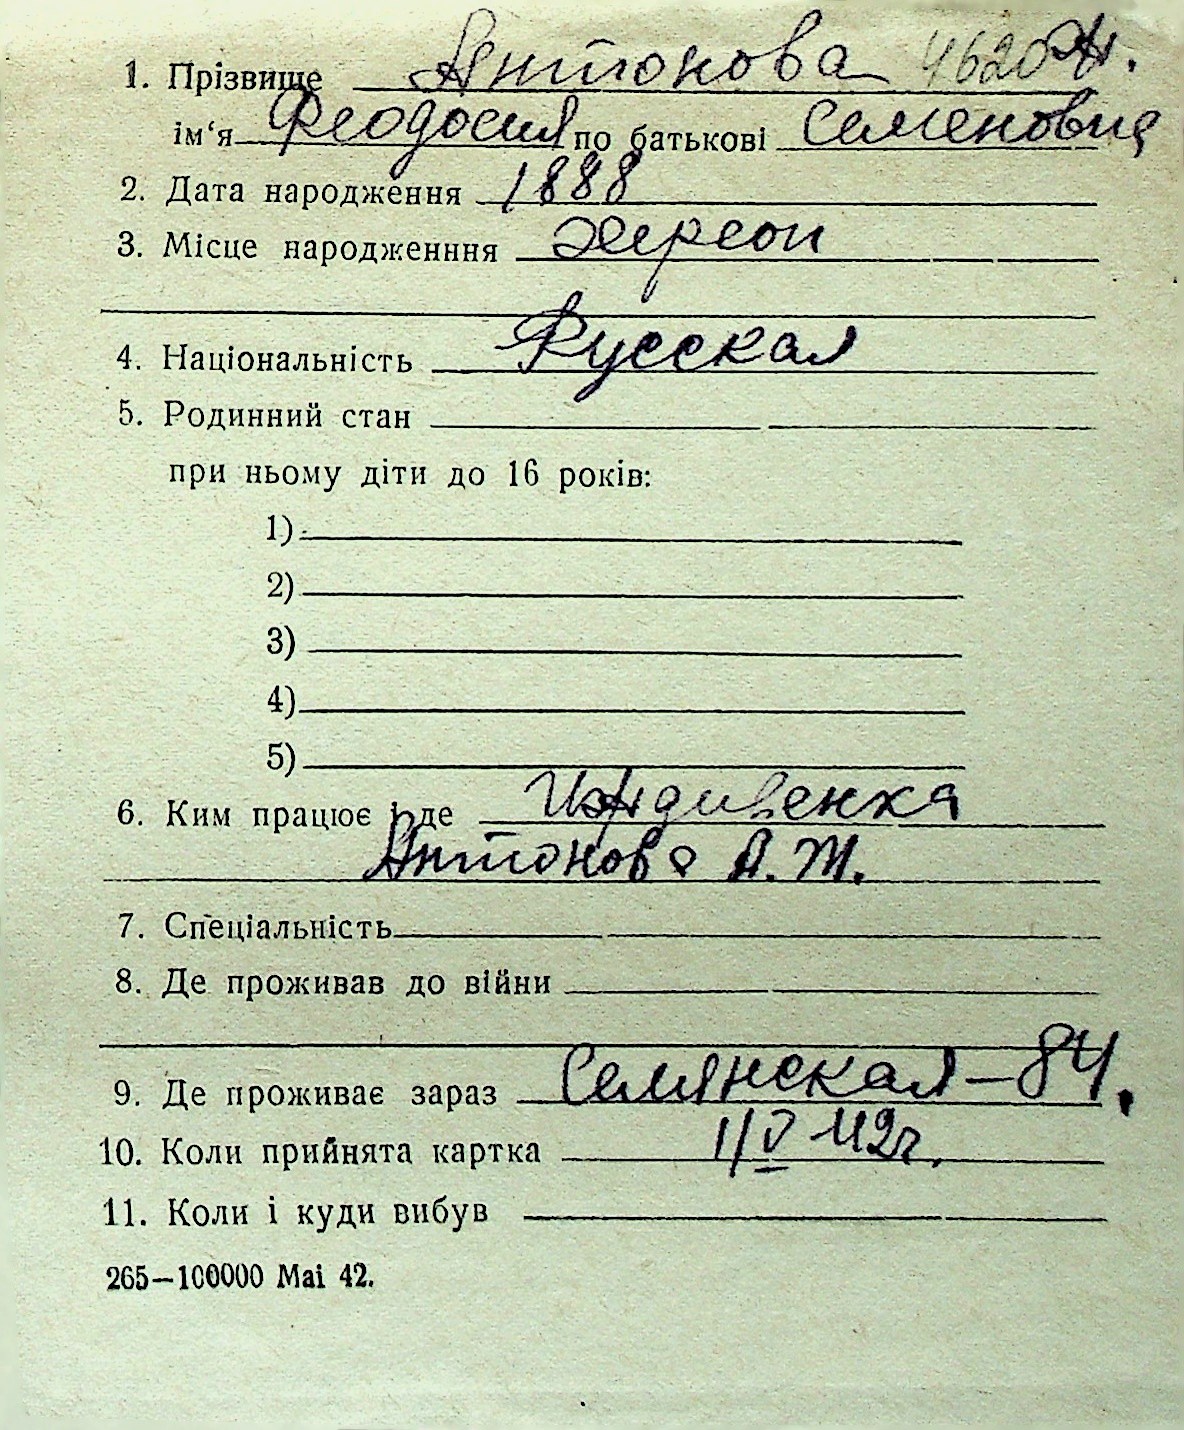 1. Прізвище Антонова 4620 А.
ім‘я Феодосия по батькові Семеновна
2. Дата народження 1888
3. Місце народженння Херсон
4. Національність Русская
5. Родинний стан
при ньому діти до 16 років:
1)
2)
3)
4)
5)
6. Ким працює і де Иждивенка
Антонова А. Ж.
7. Спеціальність
8. Де проживав до війни
9. Де проживає зараз Семянская – 84.
10. Коли прийнята картка 1/V 42 г.
11. Коли і куди вибув
265—100000 Mai 42.